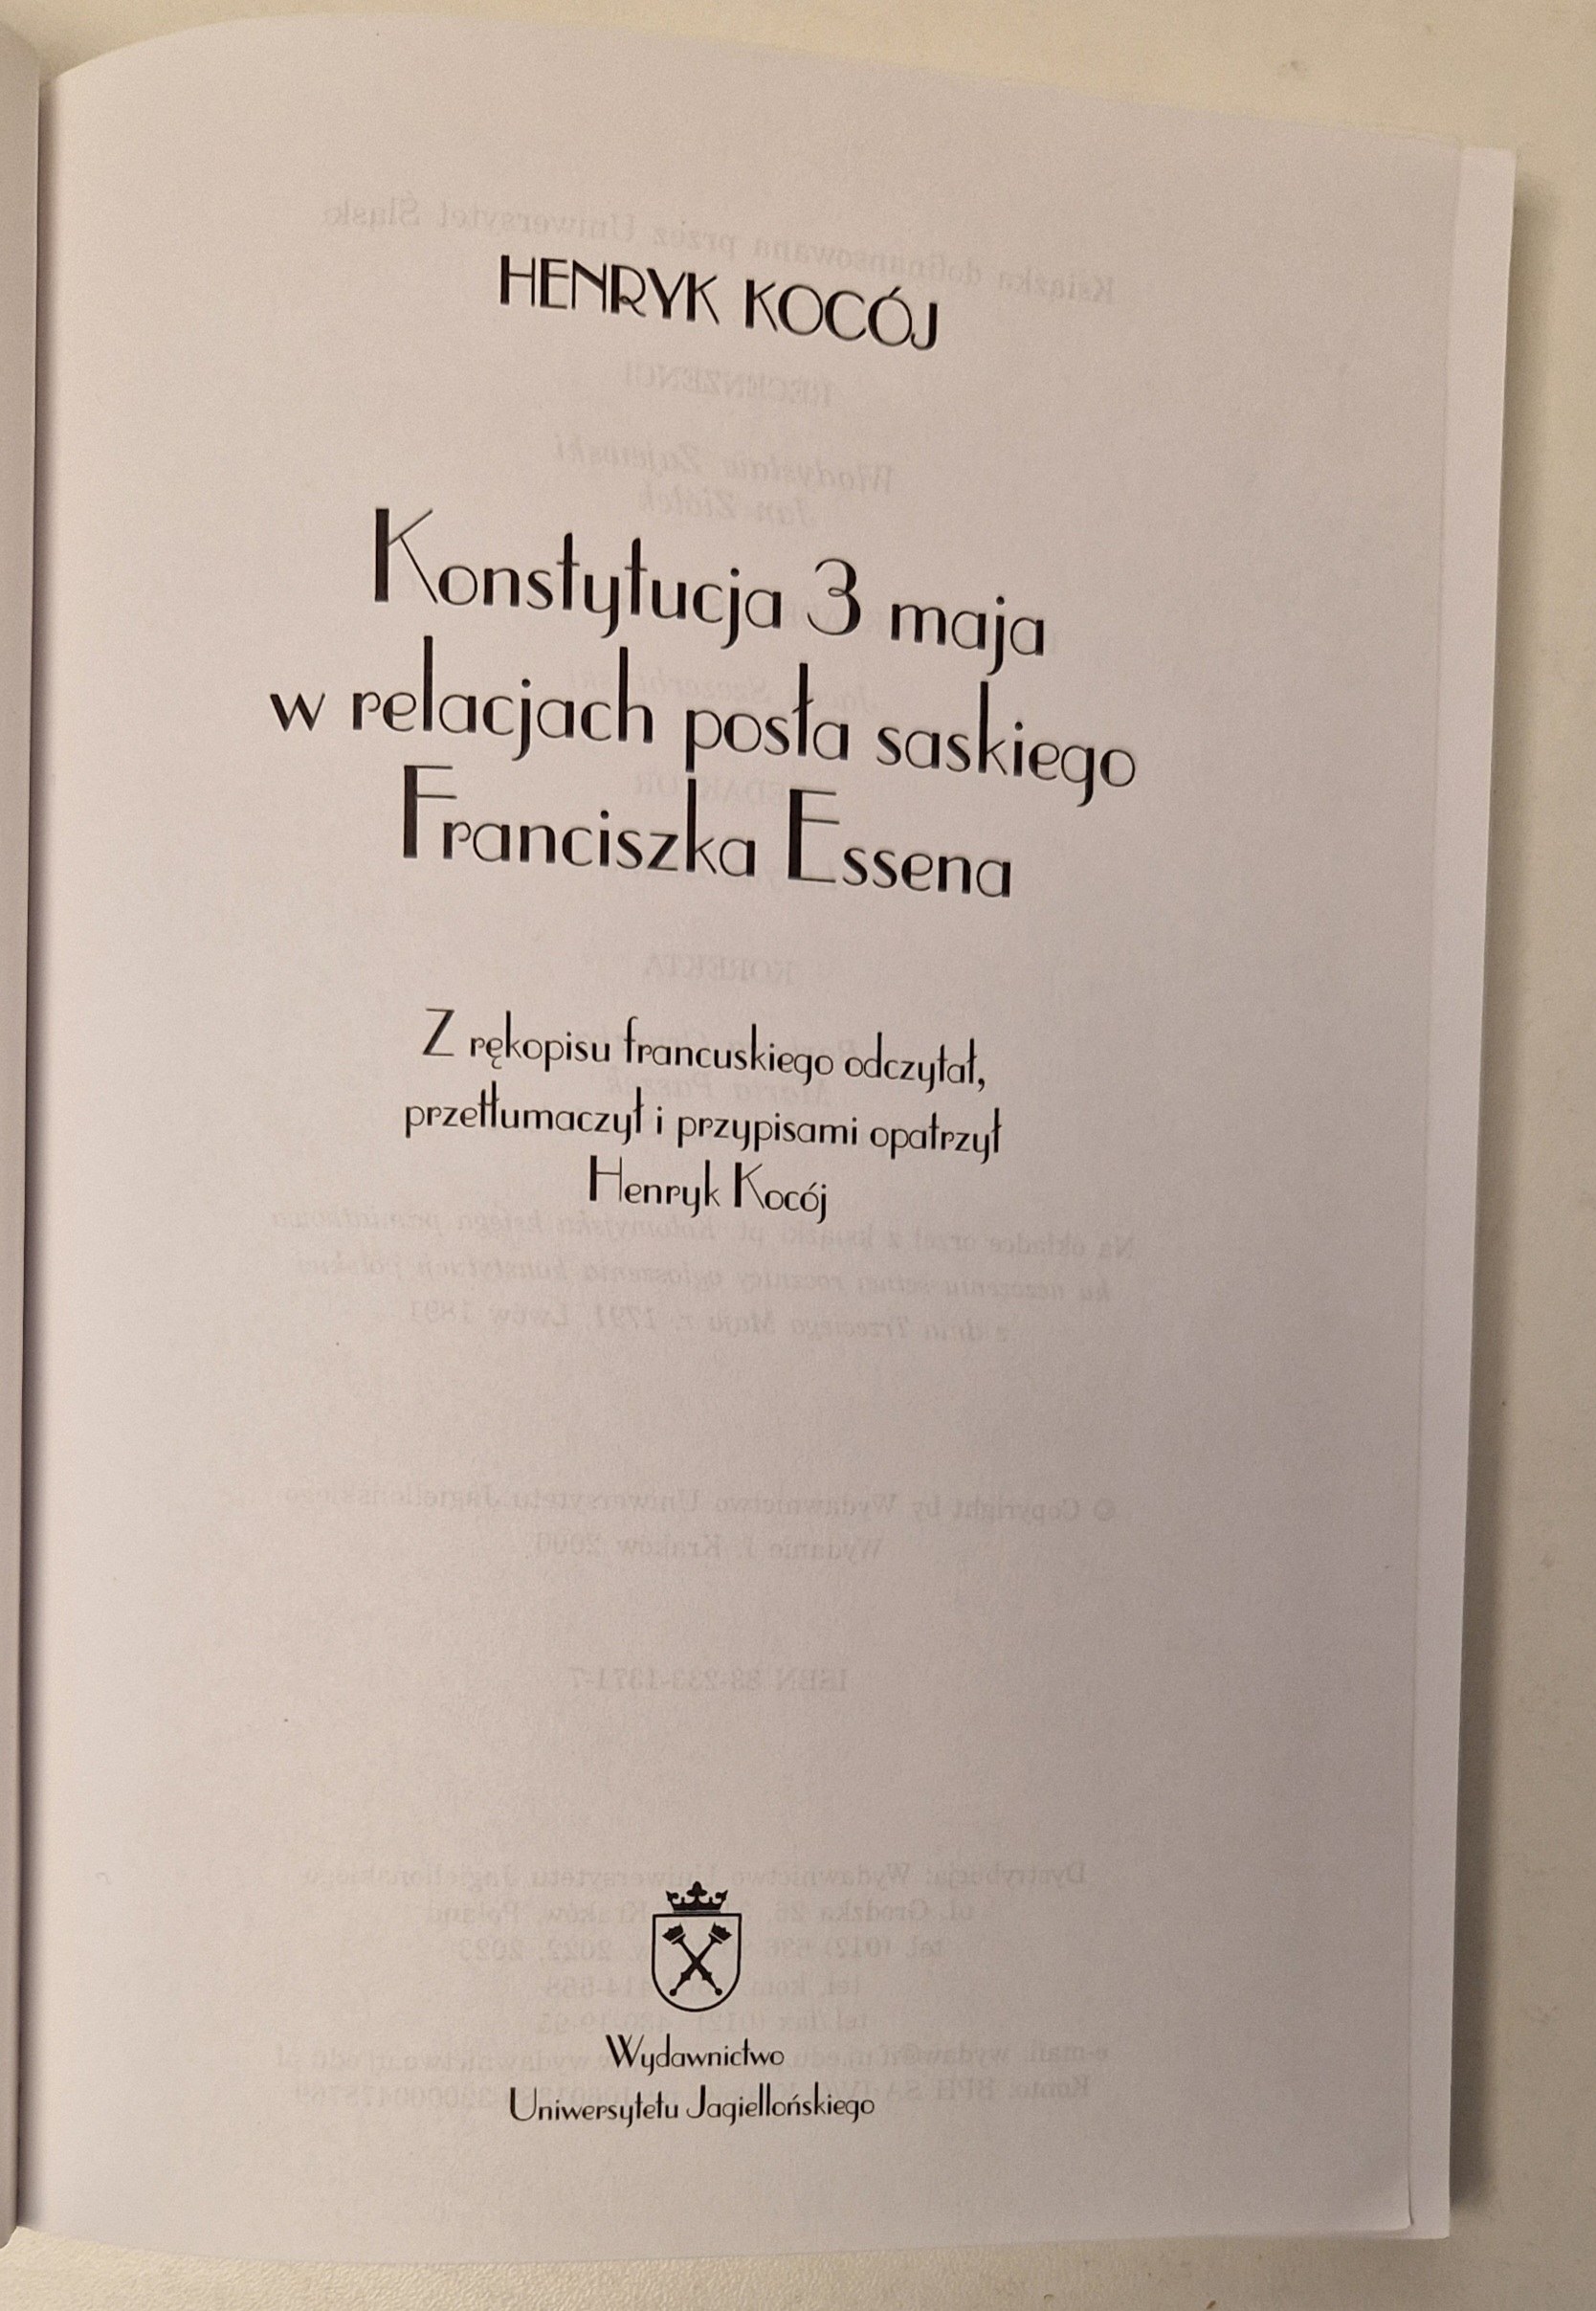 HENRYK KOCÓJ
Konstytucja 3 maja
w relacjach posła saskiego
Franciszka Essena
Z rękopisu francuskiego odczytał,
przetłumaczył i przypisami opatrzył
Henryk Kocój
Wydawnictwo
Uniwersytetu Jagiellońskiego